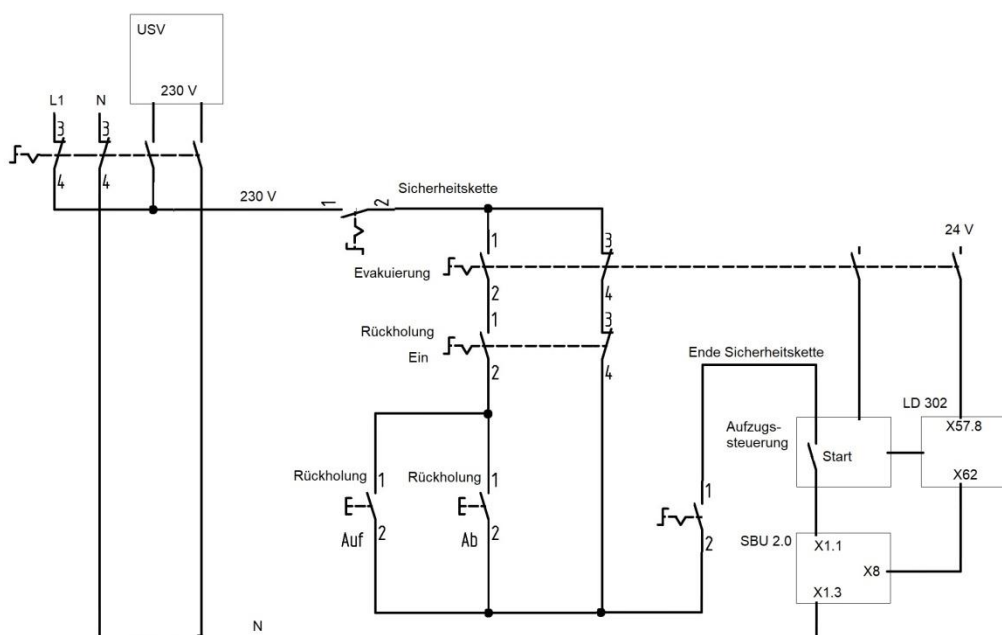 USV
230 V
L1
N
3
3
4
4
230 V
1
2
Sicherheitskette
1
3
24 V
Evakuierung
2
4
Rückholung
Ein
1
3
2
4
Ende Sicherheitskette
LD 302
Aufzugs-
steuerung
Start
X57.8
X62
Rückholung
1
Rückholung
1
1
Auf
2
Ab
2
2
SBU 2.0
X1.1
X8
X1.3
N